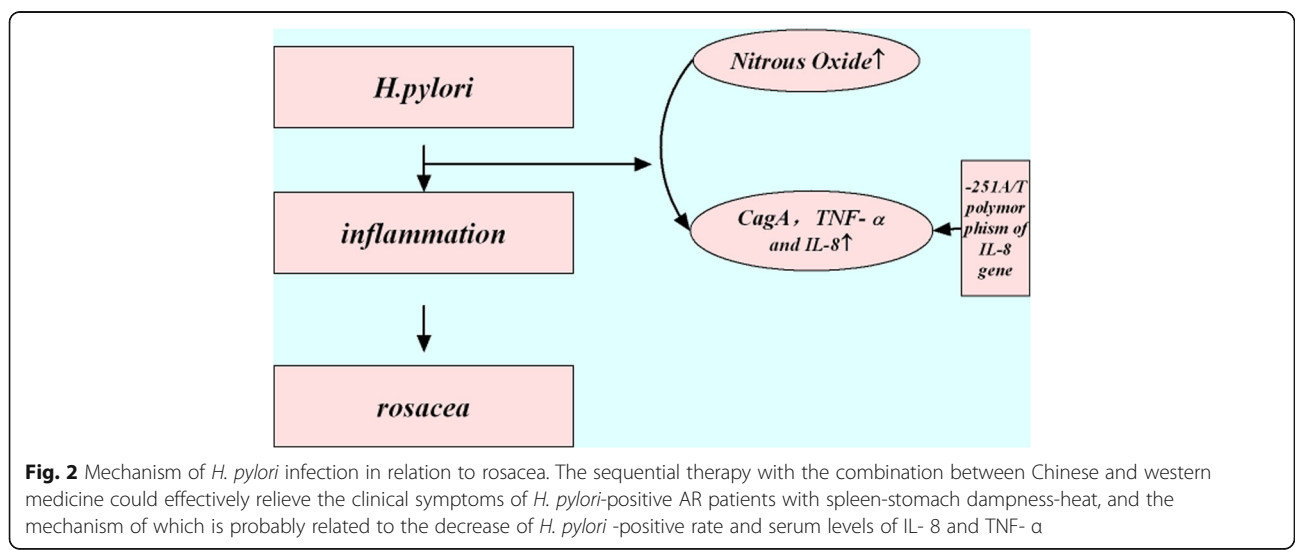 H.pylori
inflammation
rosacea
Nitrous Oxide↑
CagA，TNF- α
and IL-8↑
-251A/T
polymor
phism of
IL-8
gene
Fig. 2 Mechanism of H. pylori infection in relation to rosacea. The sequential therapy with the combination between Chinese and western
medicine could effectively relieve the clinical symptoms of H. pylori-positive AR patients with spleen-stomach dampness-heat, and the
mechanism of which is probably related to the decrease of H. pylori -positive rate and serum levels of IL- 8 and TNF- α